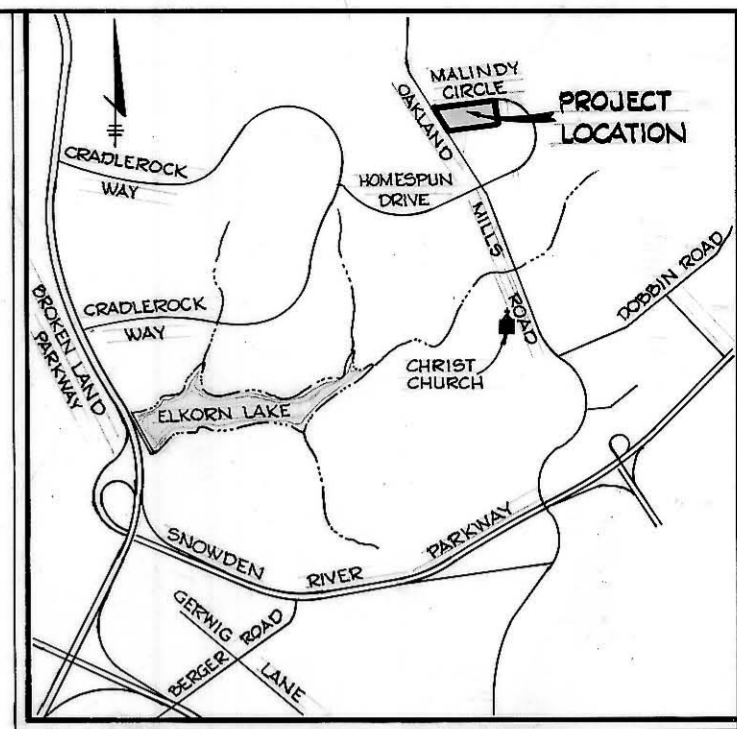 MALINDY
CIRCLE
PROJECT
LOCATION
OAKLAND
MILLS
ROAD
CRADLEROCK
WAY
HOMESPUN
DRIVE
DOBBIN ROAD
BROKEN LAND
PARKWAY
CRADLEROCK
WAY
CHRIST
CHURCH
ELKORN LAKE
SNOWDEN
RIVER
PARKWAY
GERWIG
LANE
BERGER ROAD